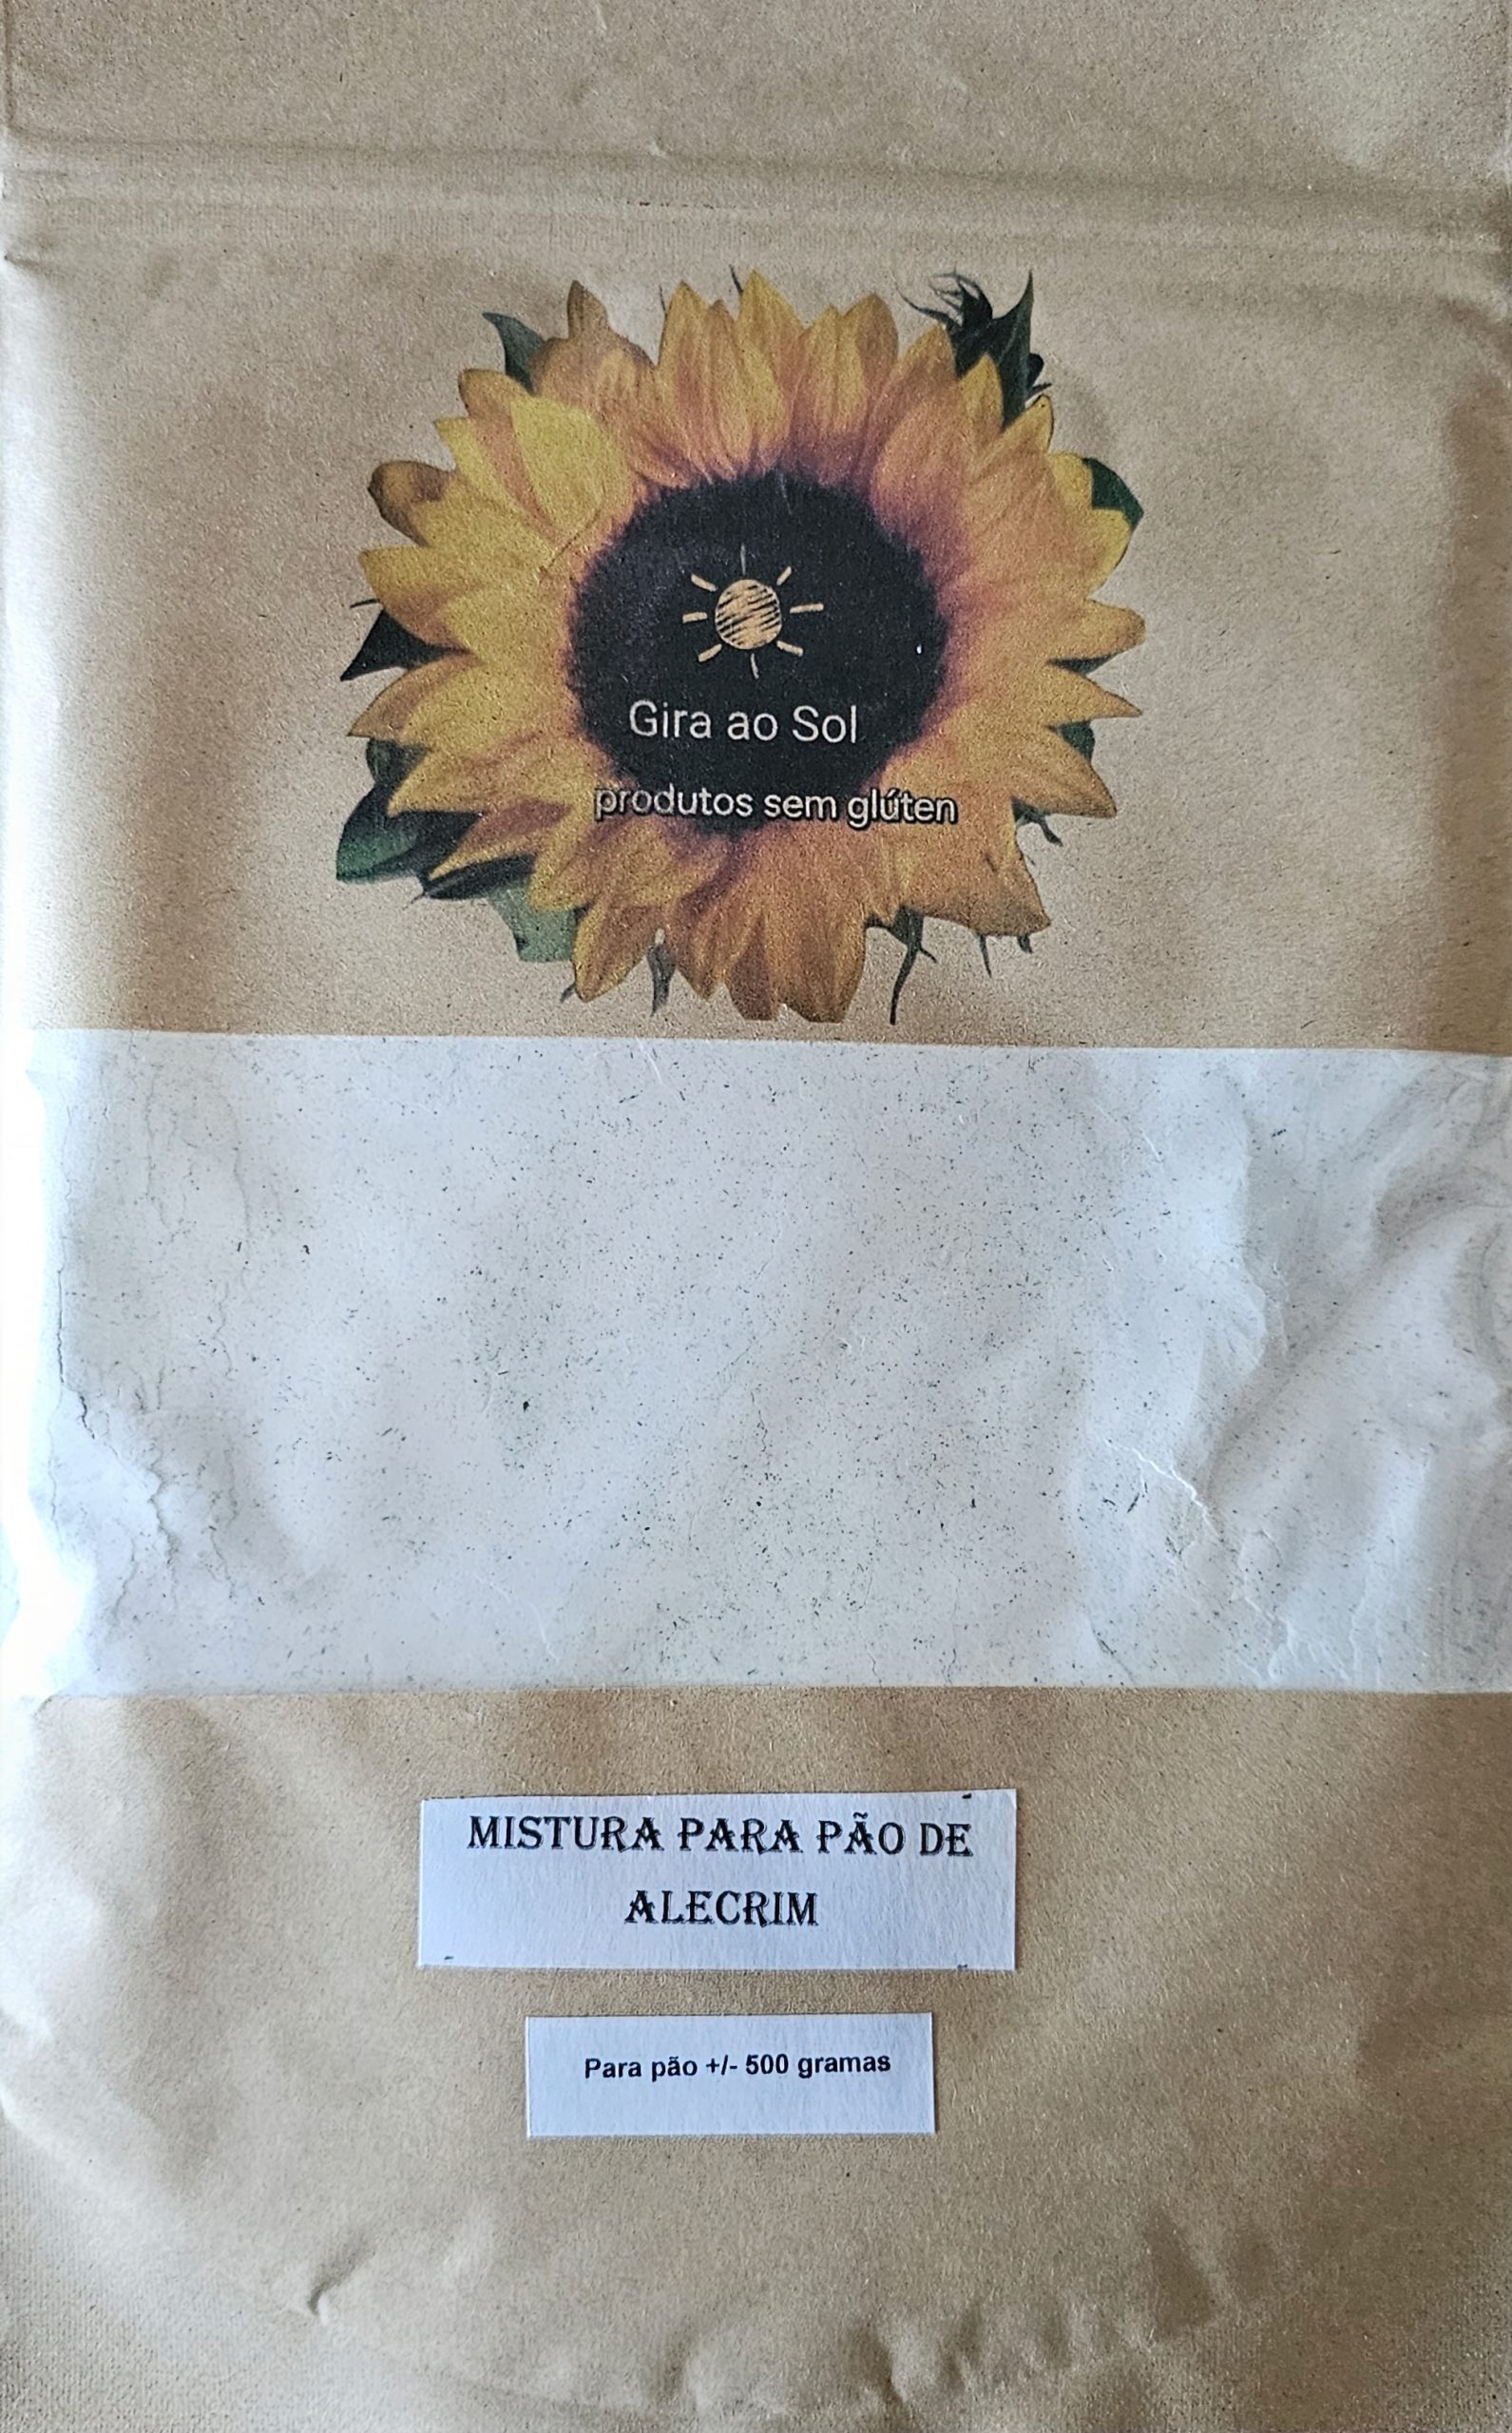 Gira ao Sol
produtos sem glúten
MISTURA PARA PÃO DE
ALECRIM
Para pão +/- 500 gramas